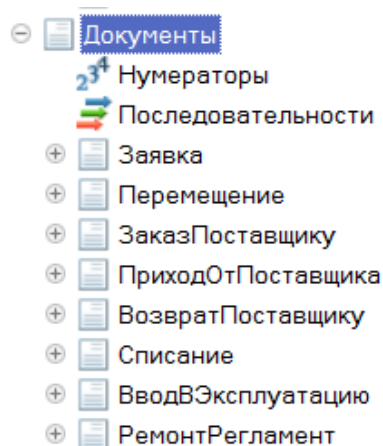 Документы
Нумераторы
Последовательности
Заявка
Перемещение
ЗаказПоставщику
ПриходОтПоставщика
ВозвратПоставщику
Списание
ВводВЭксплуатацию
РемонтРегламент